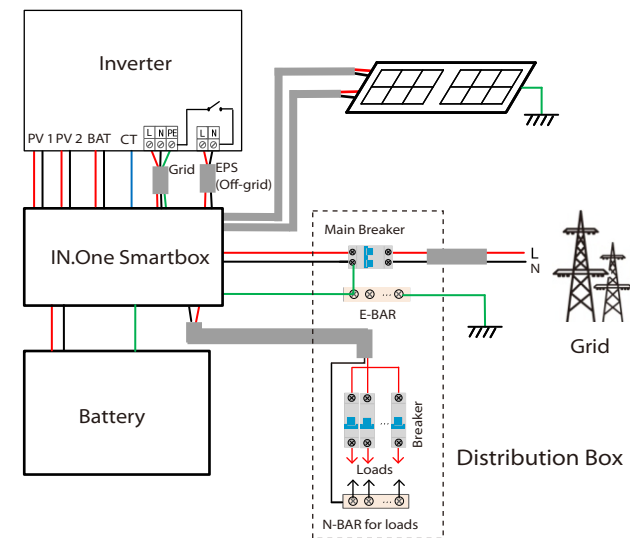 Inverter
PV 1 PV 2 BAT CT
L N PE
L N
Grid
EPS
(Off-grid)
IN.One Smartbox
Main Breaker
L
N
E-BAR
...
Grid
Battery
Breaker
...
Loads
Distribution Box
...
N-BAR for loads